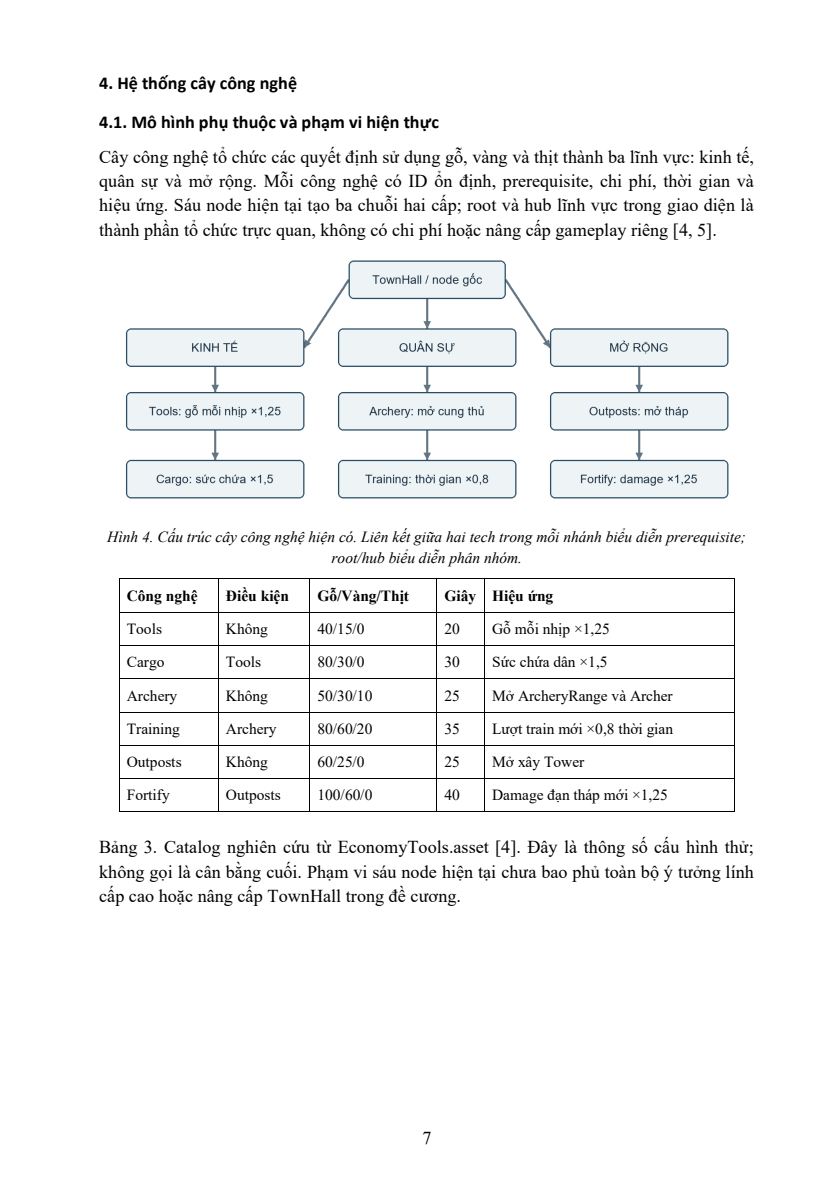 4. Hệ thống cây công nghệ
4.1. Mô hình phụ thuộc và phạm vi hiện thực
Cây công nghệ tổ chức các quyết định sử dụng gỗ, vàng và thịt thành ba lĩnh vực: kinh tế,
quân sự và mở rộng. Mỗi công nghệ có ID ổn định, prerequisite, chi phí, thời gian và
hiệu ứng. Sáu node hiện tại tạo ba chuỗi hai cấp; root và hub lĩnh vực trong giao diện là
thành phần tổ chức trực quan, không có chi phí hoặc nâng cấp gameplay riêng [4, 5].
TownHall / node gốc
KINH TẾ QUÂN SỰ MỞ RỘNG
Tools: gỗ mỗi nhịp ×1,25 Archery: mở cung thủ Outposts: mở tháp
Cargo: sức chứa ×1,5 Training: thời gian ×0,8 Fortify: damage ×1,25
Hình 4. Cấu trúc cây công nghệ hiện có. Liên kết giữa hai tech trong mỗi nhánh biểu diễn prerequisite;
root/hub biểu diễn phân nhóm.
Công nghệ Điều kiện Gỗ/Vàng/Thịt Giây Hiệu ứng
Tools Không 40/15/0 20 Gỗ mỗi nhịp ×1,25
Cargo Tools 80/30/0 30 Sức chứa dân ×1,5
Archery Không 50/30/10 25 Mở ArcheryRange và Archer
Training Archery 80/60/20 35 Lượt train mới ×0,8 thời gian
Outposts Không 60/25/0 25 Mở xây Tower
Fortify Outposts 100/60/0 40 Damage đạn tháp mới ×1,25
Bảng 3. Catalog nghiên cứu từ EconomyTools.asset [4]. Đây là thông số cấu hình thử;
không gọi là cân bằng cuối. Phạm vi sáu node hiện tại chưa bao phủ toàn bộ ý tưởng lính
cấp cao hoặc nâng cấp TownHall trong đề cương.
7